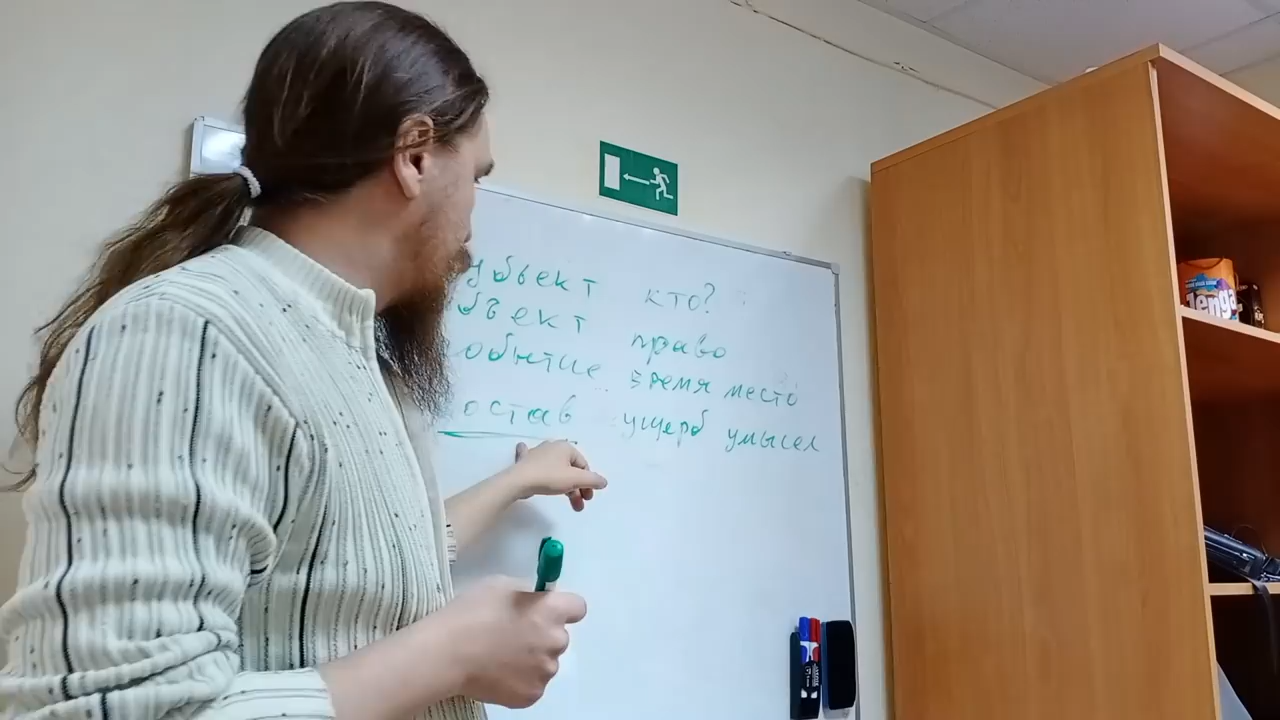 убъект кто?
бъект право
обытие время место
остав ущерб умысел
Jenga